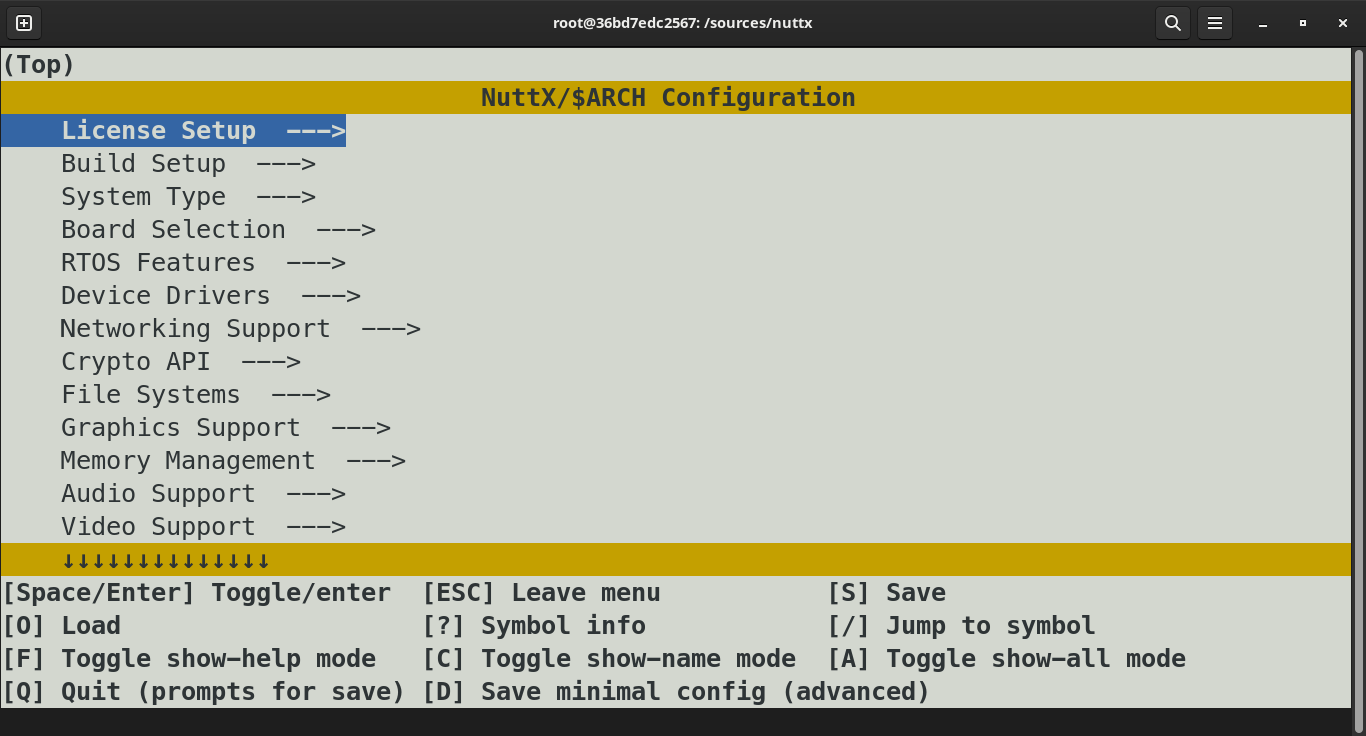 root@36bd7edc2567: /sources/nuttx
(Top)
NuttX/$ARCH Configuration
License Setup  --->
Build Setup  --->
System Type  --->
Board Selection  --->
RTOS Features  --->
Device Drivers  --->
Networking Support  --->
Crypto API  --->
File Systems  --->
Graphics Support  --->
Memory Management  --->
Audio Support  --->
Video Support  --->
↓↓↓↓↓↓↓↓↓↓↓↓↓↓
[Space/Enter] Toggle/enter  [ESC] Leave menu           [S] Save
[O] Load                    [?] Symbol info            [/] Jump to symbol
[F] Toggle show-help mode   [C] Toggle show-name mode  [A] Toggle show-all mode
[Q] Quit (prompts for save) [D] Save minimal config (advanced)